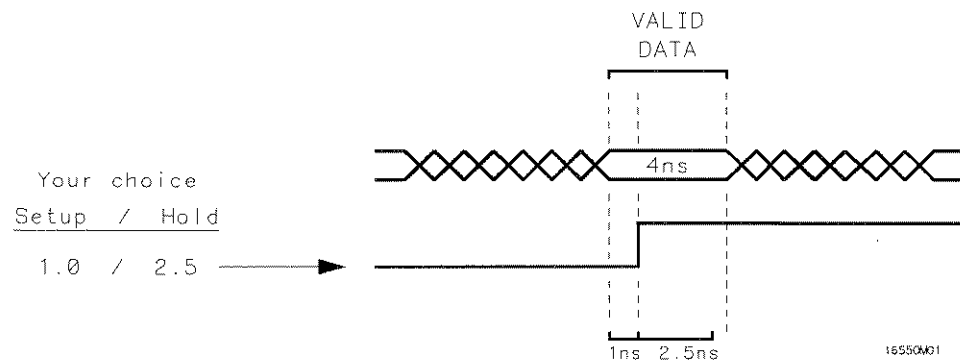 VALID
DATA
4ns
Your choice
Setup / Hold
1.0 / 2.5
1ns 2.5ns
16550M01